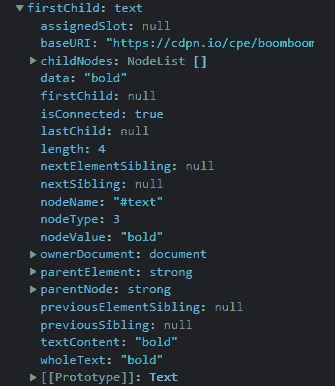 firstChild: text
assignedSlot: null
baseURI: "https://cdpn.io/cpe/boomboom
childNodes: NodeList []
data: "bold"
firstChild: null
isConnected: true
lastChild: null
length: 4
nextElementSibling: null
nextSibling: null
nodeName: "#text"
nodeType: 3
nodeValue: "bold"
ownerDocument: document
parentElement: strong
parentNode: strong
previousElementSibling: null
previousSibling: null
textContent: "bold"
wholeText: "bold"
[[Prototype]]: Text